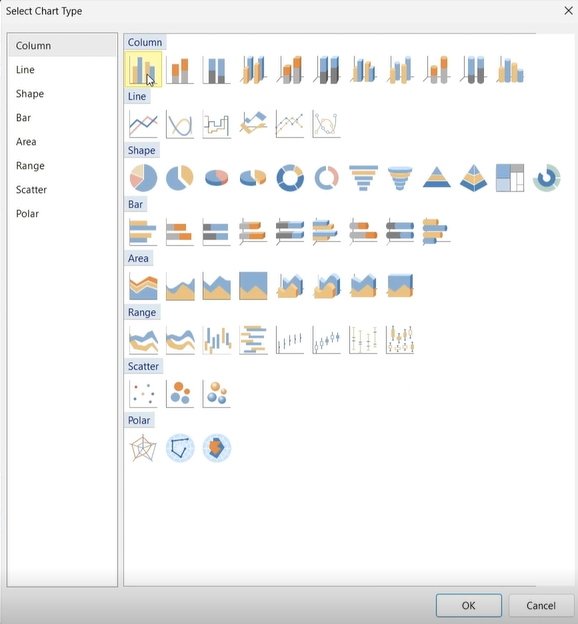 Select Chart Type
Column
Line
Shape
Bar
Area
Range
Scatter
Polar
Column
Line
Shape
Bar
Area
Range
Scatter
Polar
OK
Cancel